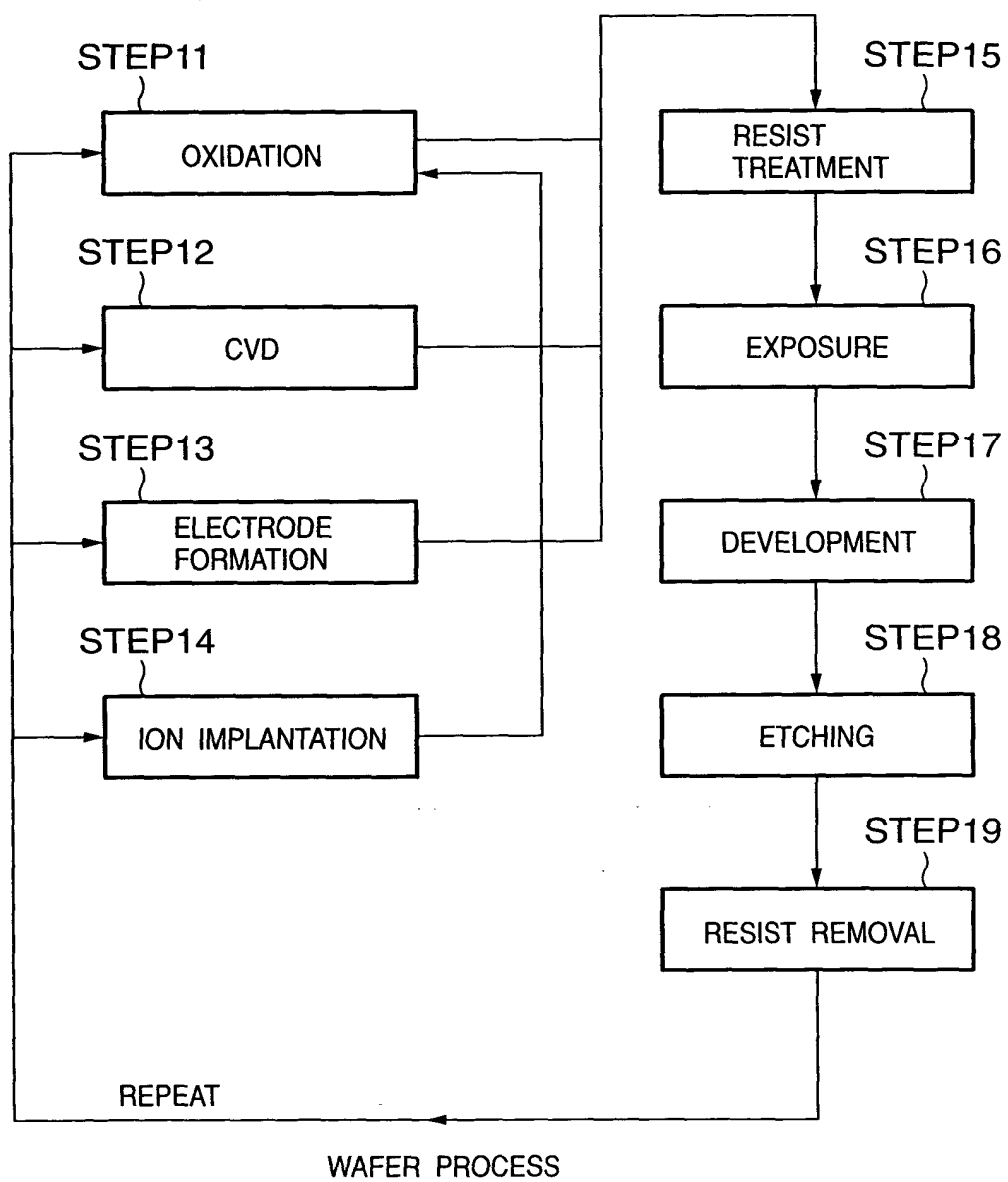 STEP11
OXIDATION
STEP12
CVD
STEP13
ELECTRODE
FORMATION
STEP14
ION IMPLANTATION
STEP15
RESIST
TREATMENT
STEP16
EXPOSURE
STEP17
DEVELOPMENT
STEP18
ETCHING
STEP19
RESIST REMOVAL
REPEAT
WAFER PROCESS